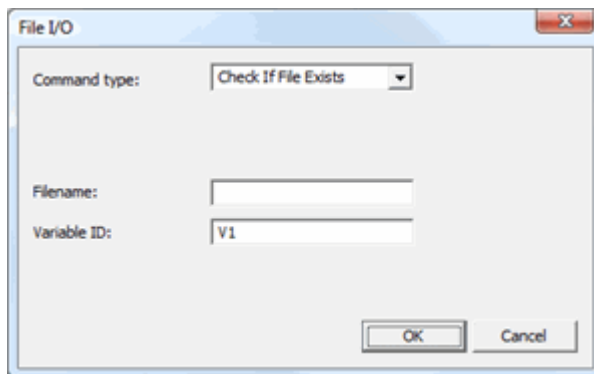 File I/O
Command type: Check If File Exists
Filename:
Variable ID: V1
OK Cancel